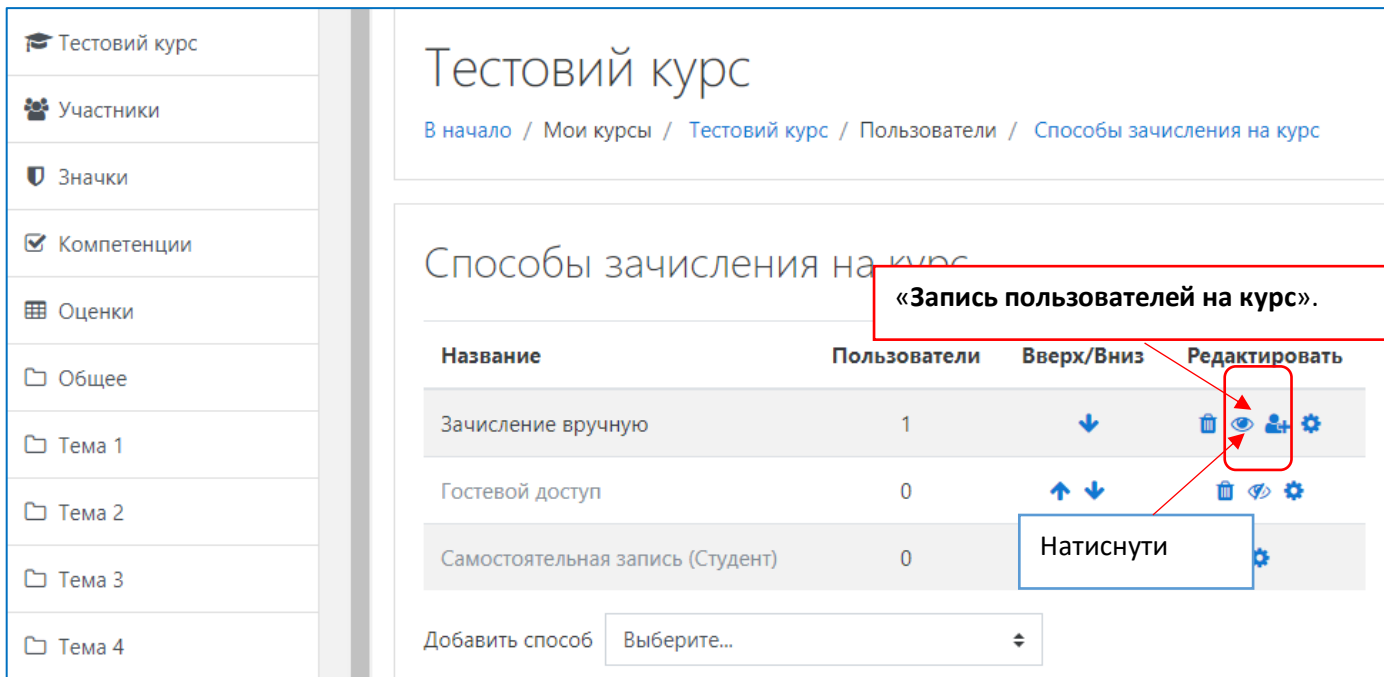 Тестовий курс
Участники
Значки
Компетенции
Оценки
Общее
Тема 1
Тема 2
Тема 3
Тема 4
Тестовий курс
В начало / Мои курсы / Тестовий курс / Пользователи / Способы зачисления на курс
Способы зачисления на курс
«Запись пользователей на курс».
Название Пользователи Вверх/Вниз Редактировать
Зачисление вручную 1
Гостевой доступ 0
Самостоятельная запись (Студент) 0
Натиснути
Добавить способ Выберите...